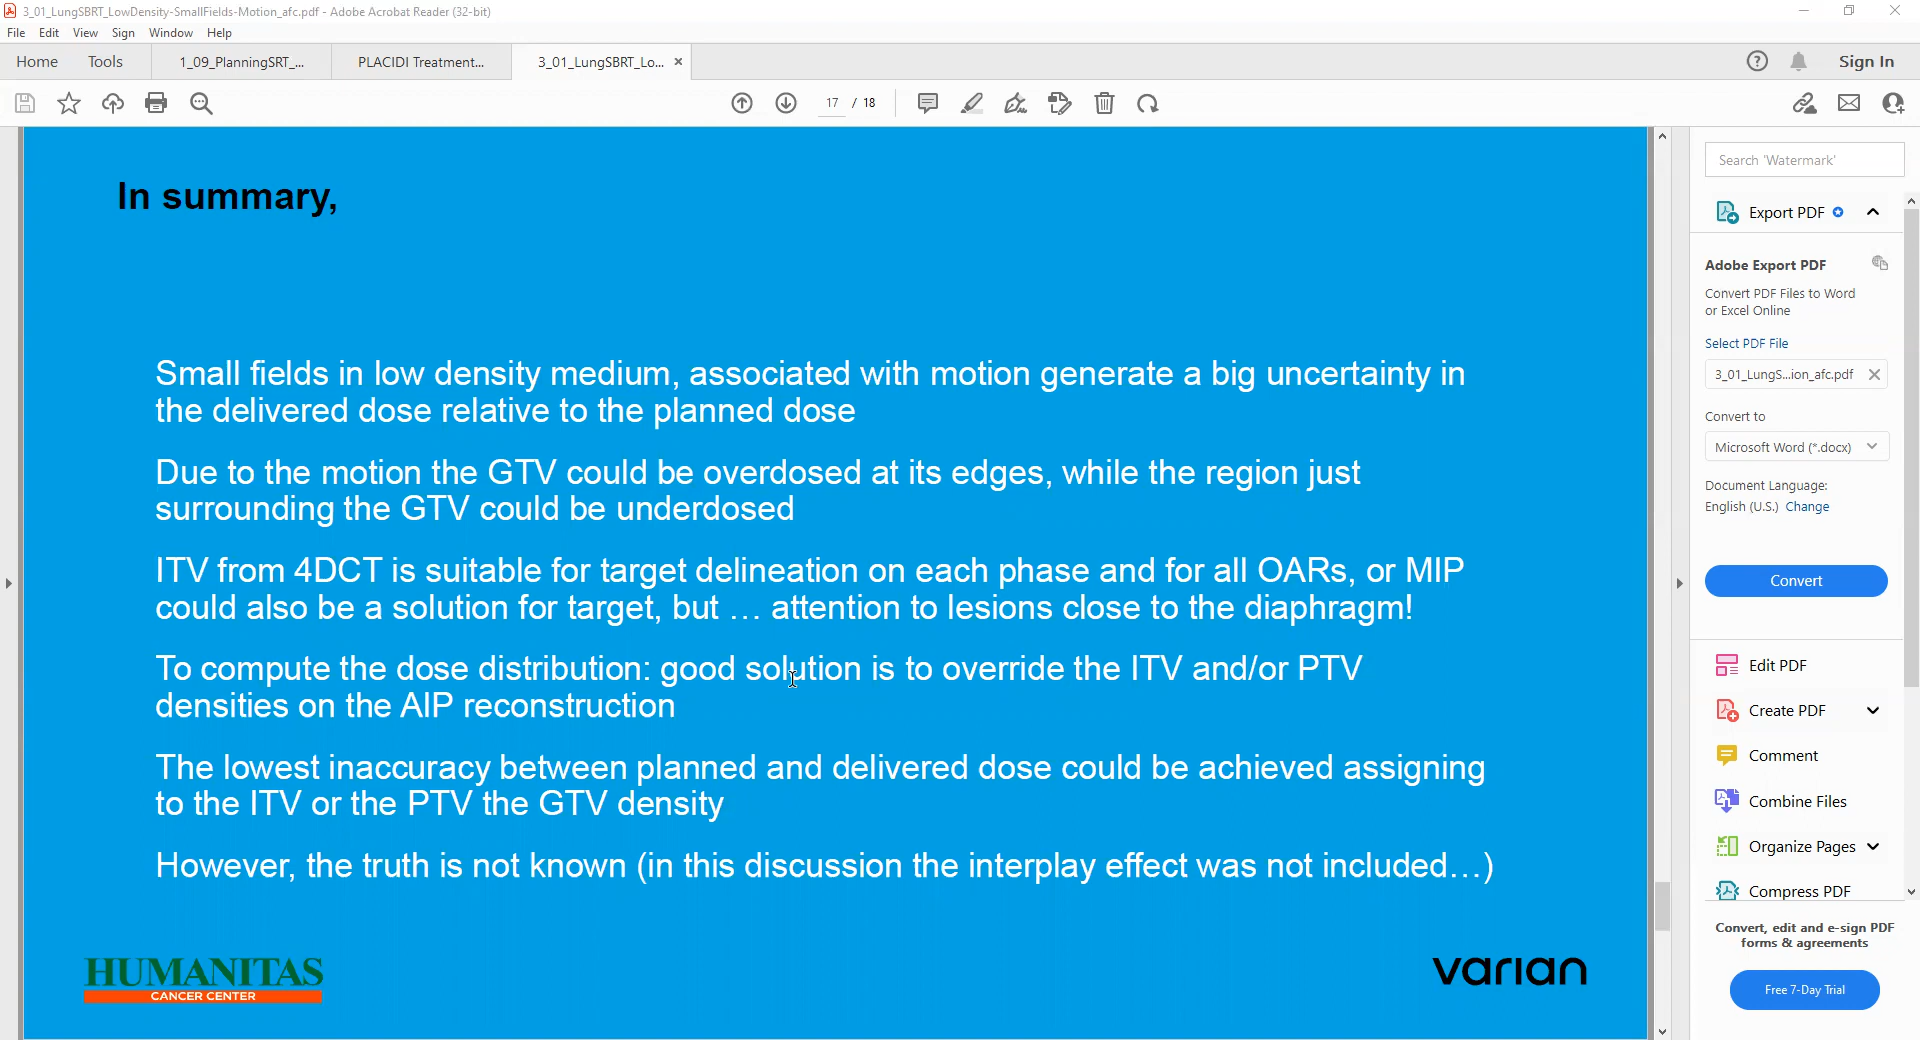 3_01_LungSBRT_LowDensity-SmallFields-Motion_afc.pdf - Adobe Acrobat Reader (32-bit)
File Edit View Sign Window Help
Home Tools 1_09_PlanningSRT_... PLACIDI Treatment... 3_01_LungSBRT_Lo... Sign In
17 / 18
In summary,
Small fields in low density medium, associated with motion generate a big uncertainty in
the delivered dose relative to the planned dose
Due to the motion the GTV could be overdosed at its edges, while the region just
surrounding the GTV could be underdosed
ITV from 4DCT is suitable for target delineation on each phase and for all OARs, or MIP
could also be a solution for target, but … attention to lesions close to the diaphragm!
To compute the dose distribution: good solution is to override the ITV and/or PTV
densities on the AIP reconstruction
The lowest inaccuracy between planned and delivered dose could be achieved assigning
to the ITV or the PTV the GTV density
However, the truth is not known (in this discussion the interplay effect was not included…)
HUMANITAS
CANCER CENTER
varian
Search 'Watermark'
Export PDF
Adobe Export PDF
Convert PDF Files to Word
or Excel Online
Select PDF File
3_01_LungS...ion_afc.pdf
Convert to
Microsoft Word (*.docx)
Document Language:
English (U.S.) Change
Convert
Edit PDF
Create PDF
Comment
Combine Files
Organize Pages
Compress PDF
Convert, edit and e-sign PDF
forms & agreements
Free 7-Day Trial